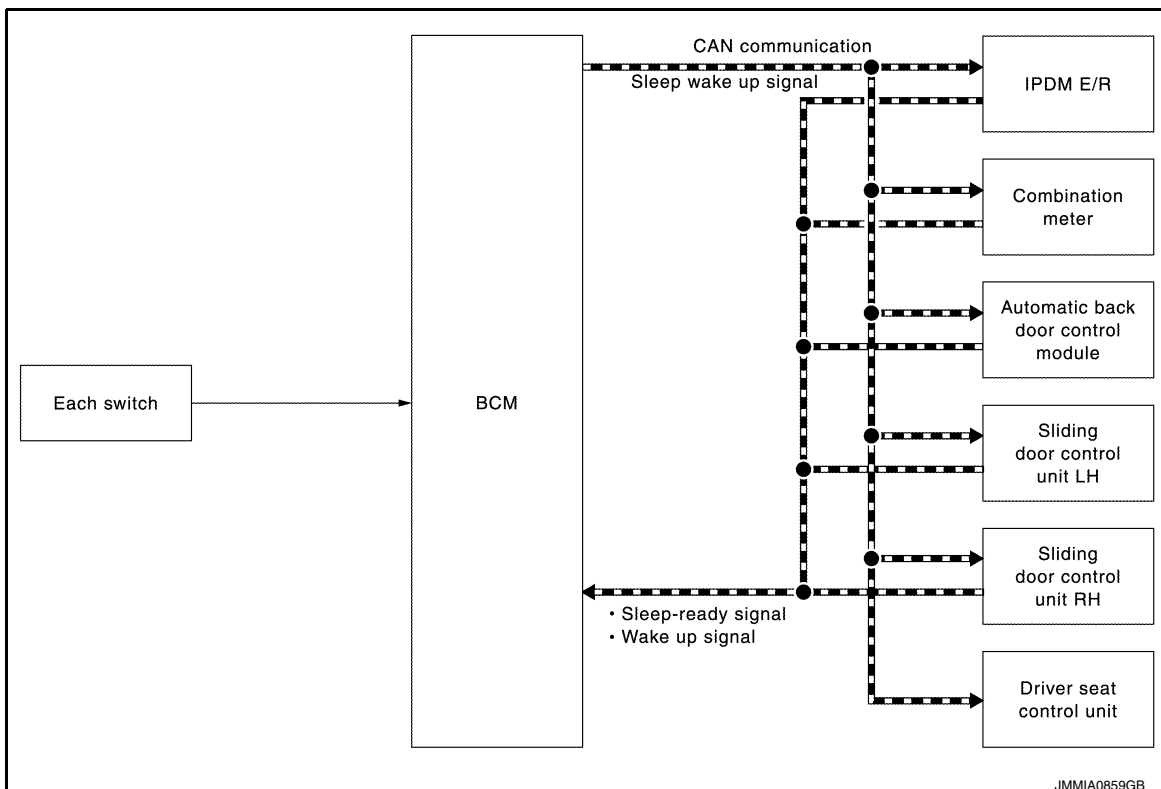 CAN communication
Sleep wake up signal
IPDM E/R
Combination
meter
Automatic back
door control
module
Each switch
BCM
Sliding
door control
unit LH
Sliding
door control
unit RH
• Sleep-ready signal
• Wake up signal
Driver seat
control unit
JMMIA0859GB